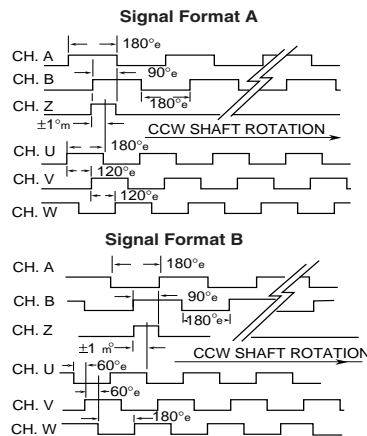 Signal Format A
CH. A
180°e
CH. B
90°e
180°e
CH. Z
±1°m
CCW SHAFT ROTATION
180°e
CH. U
120°e
CH. V
120°e
CH. W
Signal Format B
CH. A
180°e
CH. B
90°e
180°e
CH. Z
±1 m°
CCW SHAFT ROTATION
CH. U
60°e
60°e
CH. V
180°e
CH. W